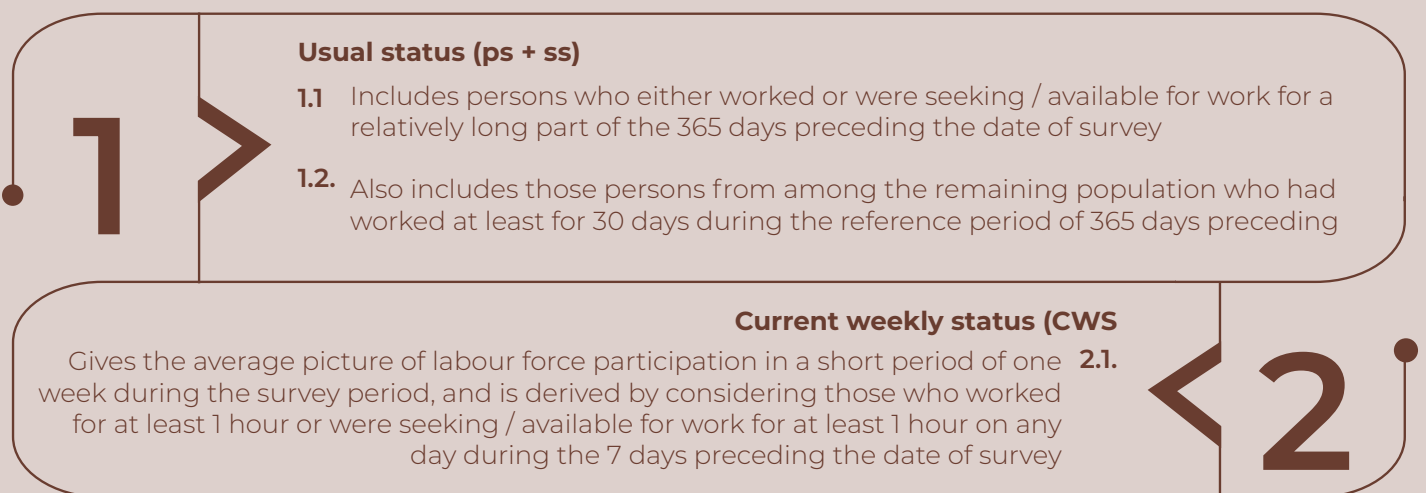 1
Usual status (ps + ss)
1.1 Includes persons who either worked or were seeking / available for work for a
relatively long part of the 365 days preceding the date of survey
1.2. Also includes those persons from among the remaining population who had
worked at least for 30 days during the reference period of 365 days preceding
2
Current weekly status (CWS
2.1. Gives the average picture of labour force participation in a short period of one
week during the survey period, and is derived by considering those who worked
for at least 1 hour or were seeking / available for work for at least 1 hour on any
day during the 7 days preceding the date of survey